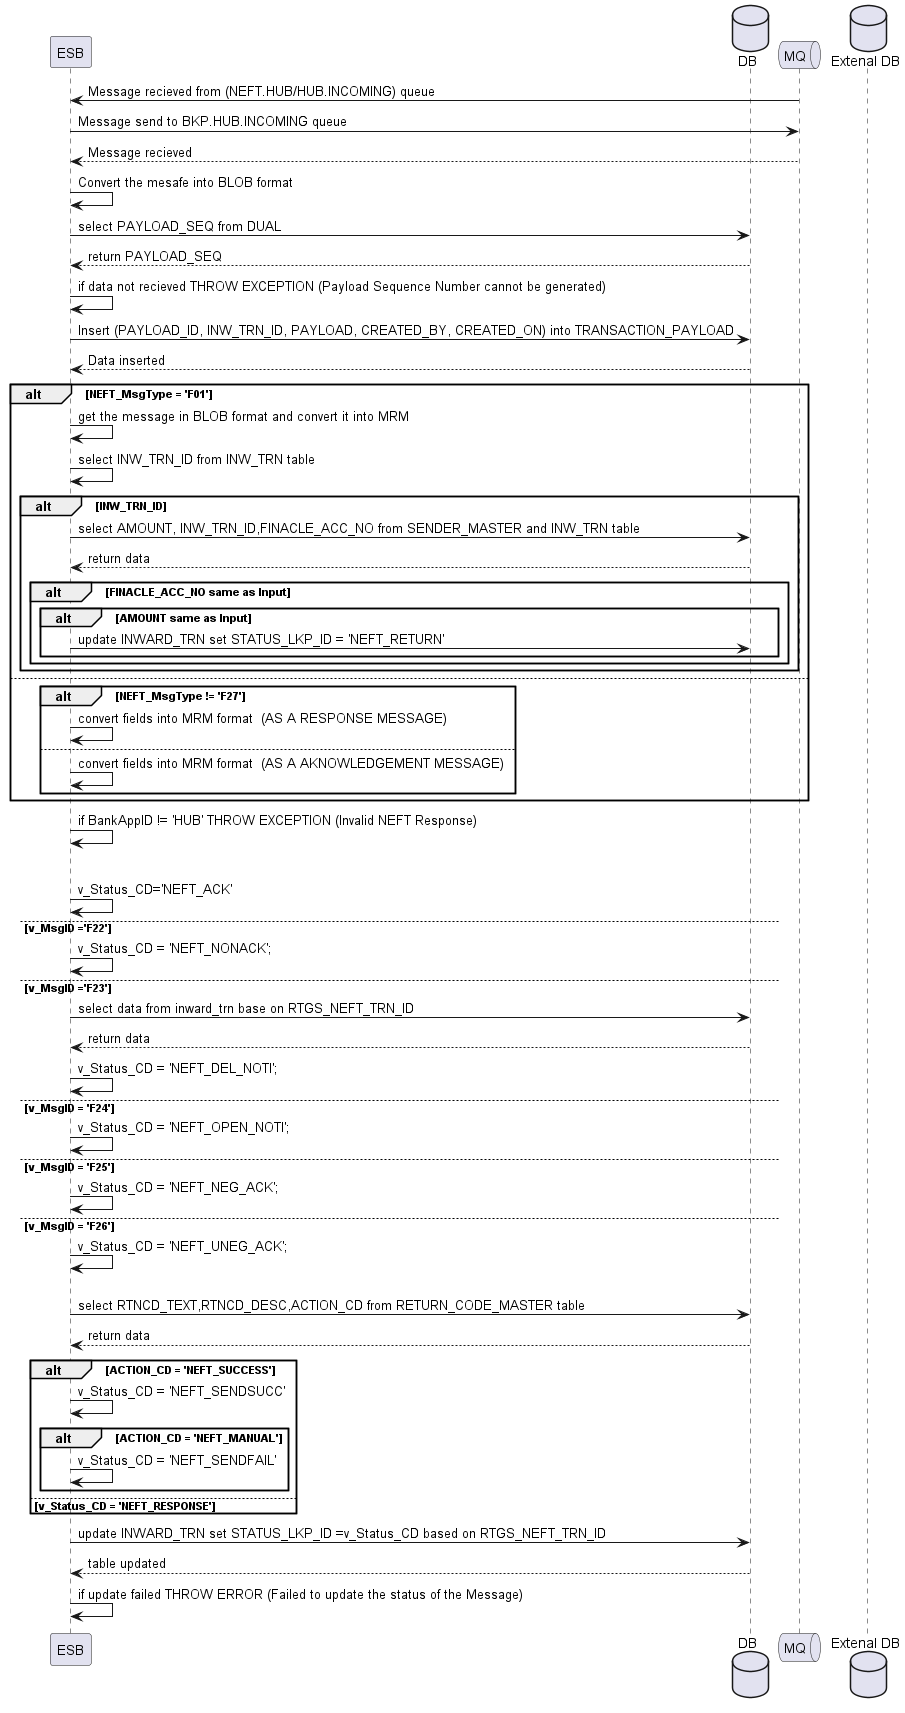 ESB
DB
MQ
Extenal DB
Message recieved from (NEFT.HUB/HUB.INCOMING) queue
Message send to BKP.HUB.INCOMING queue
Message recieved
Convert the mesafe into BLOB format
select PAYLOAD_SEQ from DUAL
return PAYLOAD_SEQ
if data not recieved THROW EXCEPTION (Payload Sequence Number cannot be generated)
Insert (PAYLOAD_ID, INW_TRN_ID, PAYLOAD, CREATED_BY, CREATED_ON) into TRANSACTION_PAYLOAD
Data inserted
alt [NEFT_MsgType = 'F01']
get the message in BLOB format and convert it into MRM
select INW_TRN_ID from INW_TRN table
alt [INW_TRN_ID]
select AMOUNT, INW_TRN_ID,FINACLE_ACC_NO from SENDER_MASTER and INW_TRN table
return data
alt [FINACLE_ACC_NO same as Input]
alt [AMOUNT same as Input]
update INWARD_TRN set STATUS_LKP_ID = 'NEFT_RETURN'
alt [NEFT_MsgType != 'F27']
convert fields into MRM format  (AS A RESPONSE MESSAGE)
convert fields into MRM format  (AS A AKNOWLEDGEMENT MESSAGE)
if BankAppID != 'HUB' THROW EXCEPTION (Invalid NEFT Response)
v_Status_CD='NEFT_ACK'
[v_MsgID ='F22']
v_Status_CD = 'NEFT_NONACK';
[v_MsgID ='F23']
select data from inward_trn base on RTGS_NEFT_TRN_ID
return data
v_Status_CD = 'NEFT_DEL_NOTI';
[v_MsgID = 'F24']
v_Status_CD = 'NEFT_OPEN_NOTI';
[v_MsgID = 'F25']
v_Status_CD = 'NEFT_NEG_ACK';
[v_MsgID = 'F26']
v_Status_CD = 'NEFT_UNEG_ACK';
select RTNCD_TEXT,RTNCD_DESC,ACTION_CD from RETURN_CODE_MASTER table
return data
alt [ACTION_CD = 'NEFT_SUCCESS']
v_Status_CD = 'NEFT_SENDSUCC'
alt [ACTION_CD = 'NEFT_MANUAL']
v_Status_CD = 'NEFT_SENDFAIL'
[v_Status_CD = 'NEFT_RESPONSE']
update INWARD_TRN set STATUS_LKP_ID =v_Status_CD based on RTGS_NEFT_TRN_ID
table updated
if update failed THROW ERROR (Failed to update the status of the Message)
ESB
DB
MQ
Extenal DB